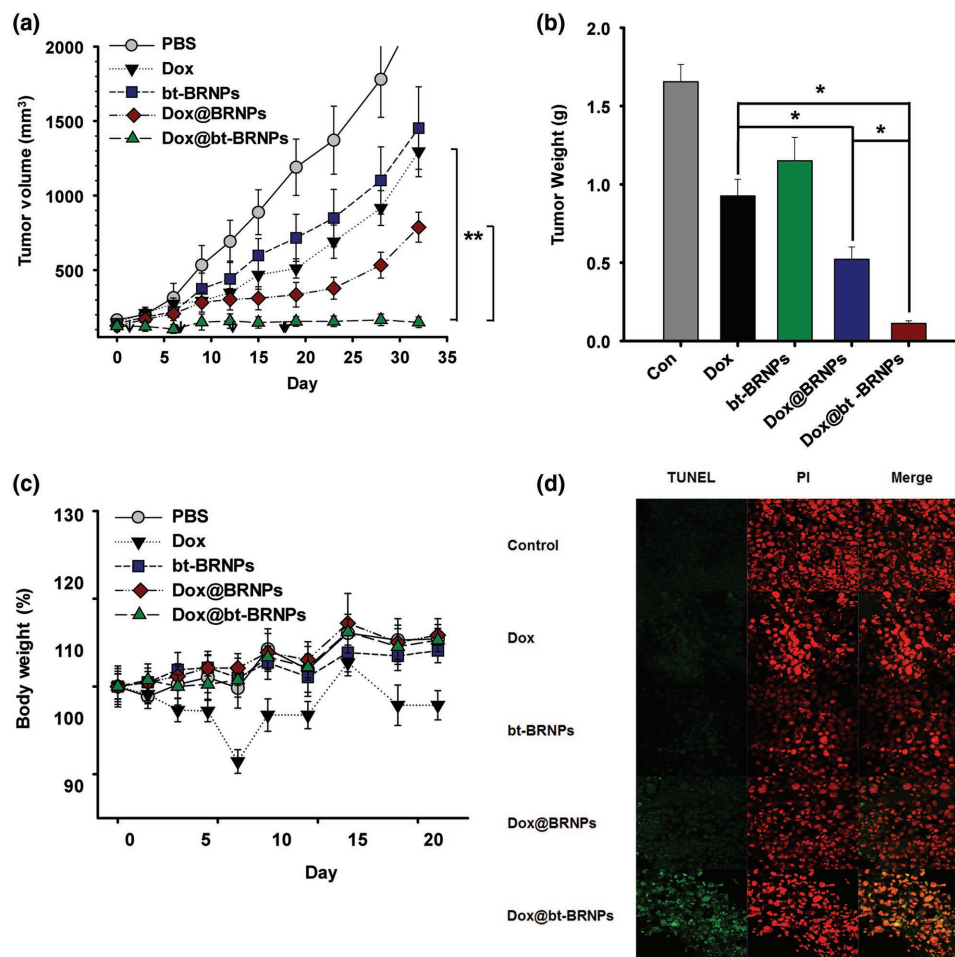 (a)
PBS
Dox
bt-BRNPs
Dox@BRNPs
Dox@bt-BRNPs
Tumor volume (mm³)
2000
1500
1000
500
**
0 5 10 15 20 25 30 35
Day
(b)
Tumor Weight (g)
2.0
1.5
1.0
0.5
0.0
*
*
*
Con
Dox
bt-BRNPs
Dox@BRNPs
Dox@bt -BRNPs
(c)
PBS
Dox
bt-BRNPs
Dox@BRNPs
Dox@bt-BRNPs
Body weight (%)
130
120
110
100
90
0 5 10 15 20
Day
(d)
TUNEL PI Merge
Control
Dox
bt-BRNPs
Dox@BRNPs
Dox@bt-BRNPs